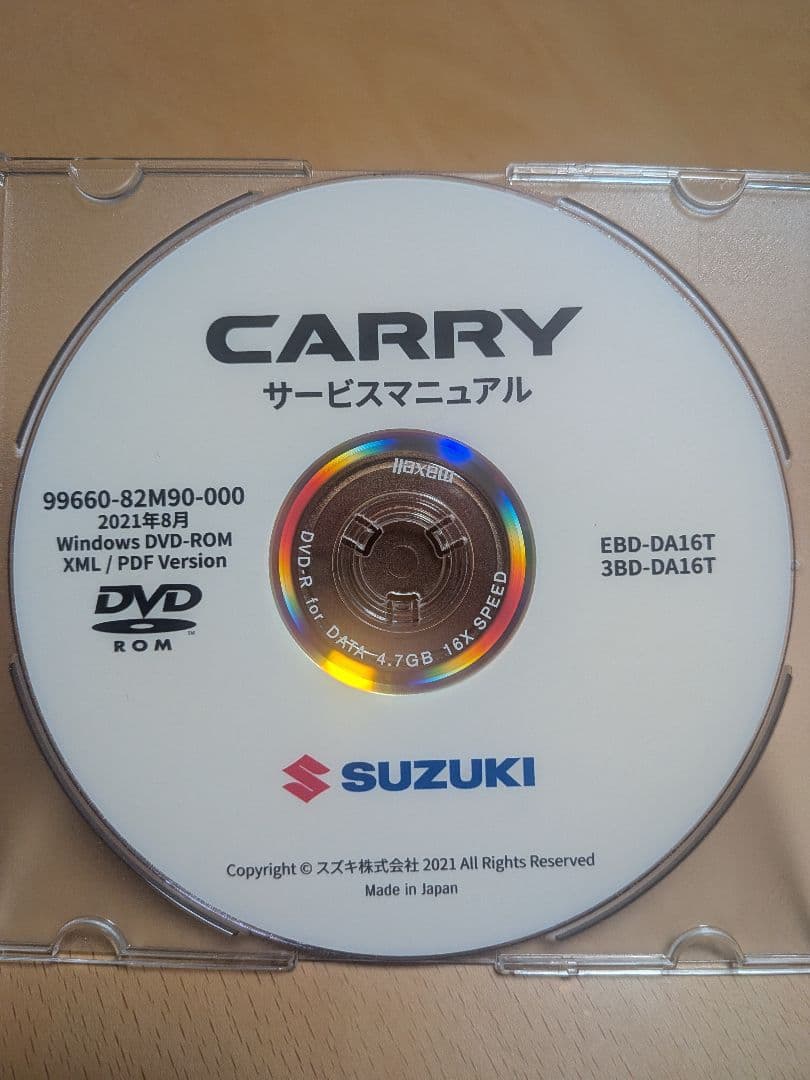 CARRY
サービスマニュアル
99660-82M90-000
2021年8月
Windows DVD-ROM
XML / PDF Version
DVD
ROM
TM
EBD-DA16T
3BD-DA16T
maxell
DVD-R for DATA 4.7GB 16X SPEED
SUZUKI
Copyright © スズキ株式会社 2021 All Rights Reserved
Made in Japan